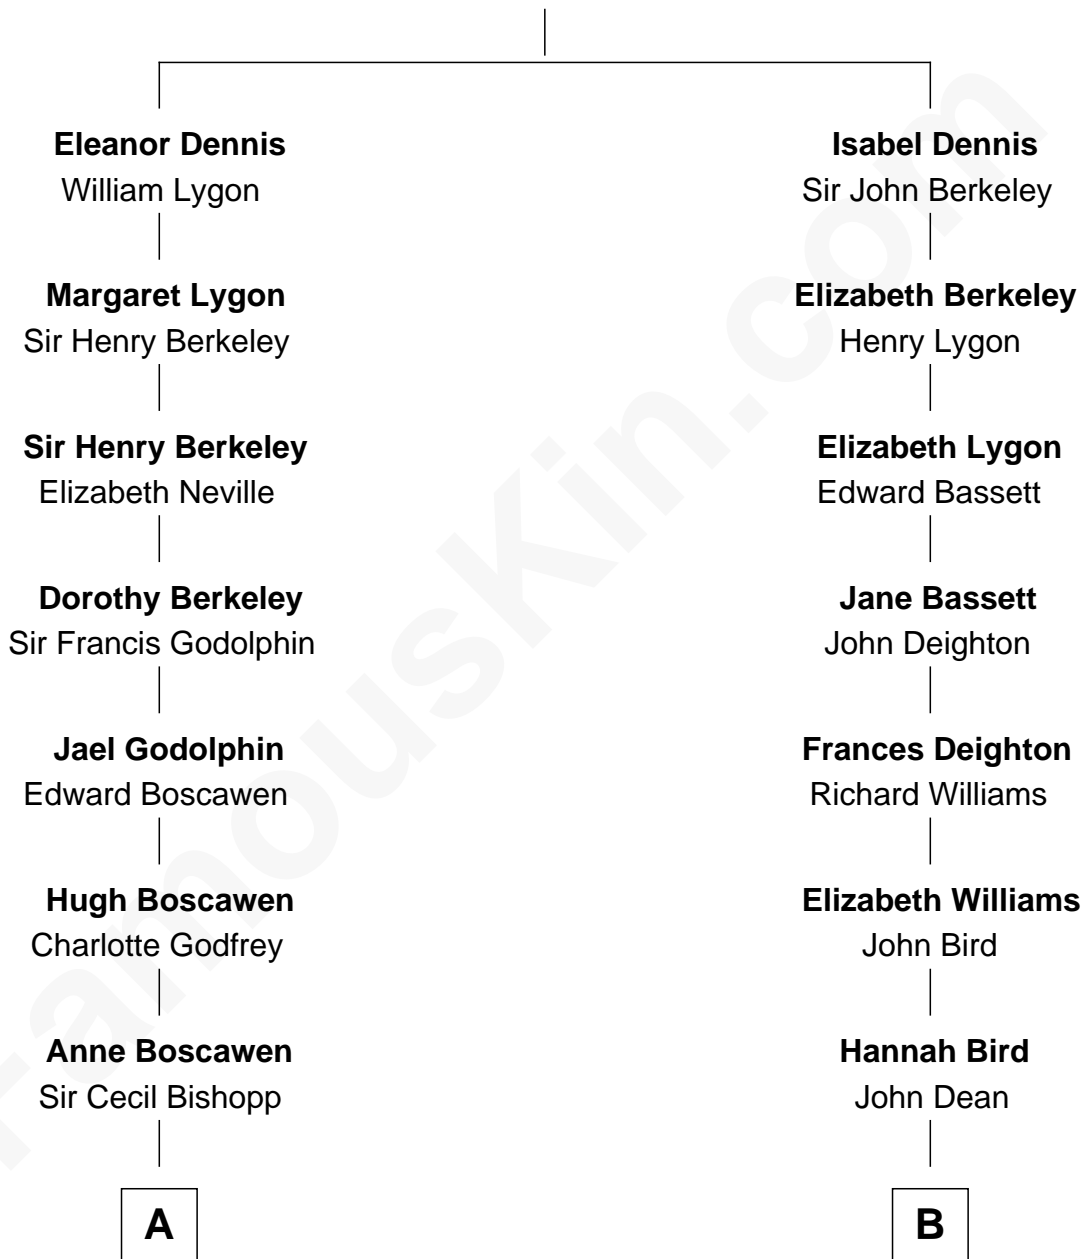 Eleanor Dennis
William Lygon
Isabel Dennis
Sir John Berkeley
Margaret Lygon
Sir Henry Berkeley
Elizabeth Berkeley
Henry Lygon
Sir Henry Berkeley
Elizabeth Neville
Elizabeth Lygon
Edward Bassett
Dorothy Berkeley
Sir Francis Godolphin
Jane Bassett
John Deighton
Jael Godolphin
Edward Boscawen
Frances Deighton
Richard Williams
Hugh Boscawen
Charlotte Godfrey
Elizabeth Williams
John Bird
Anne Boscawen
Sir Cecil Bishopp
Hannah Bird
John Dean
A
B
FamousKin.com